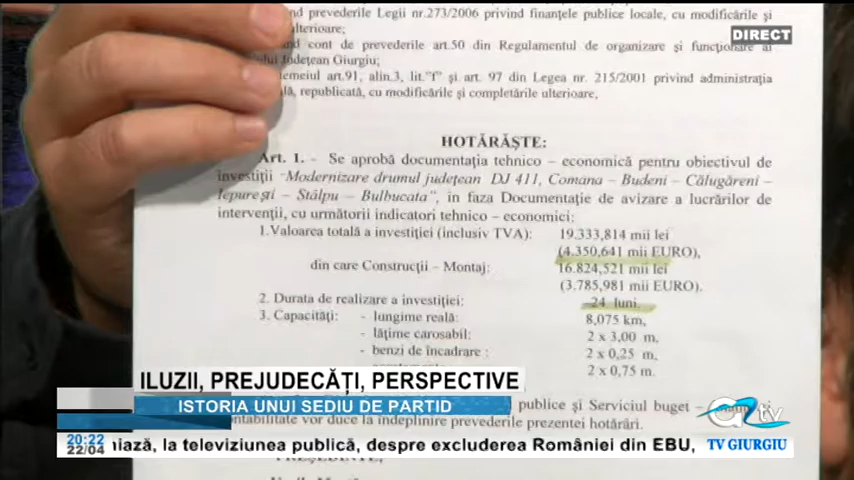 nd prevederile Legii nr.273/2006 privind finanțele publice locale, cu modificările și
ulterioare;
DIRECT
nd cont de prevederile art.50 din Regulamentul de organizare și funcționare al
Județean Giurgiu;
emeiul art.91, alin.3, lit."f" și art. 97 din Legea nr. 215/2001 privind administrația
lă, republicată, cu modificările și completările ulterioare,
HOTĂRĂȘTE:
Art. 1. - Se aprobă documentația tehnico – economică pentru obiectivul de
investiții "Modernizare drumul județean DJ 411, Comana – Budeni – Călugăreni –
Iepurești – Stâlpu – Bulbucata", in faza Documentație de avizare a lucrărilor de
intervenții, cu următorii indicatori tehnico – economici:
1.Valoarea totală a investiției (inclusiv TVA): 19.333,814 mii lei
(4.350,641 mii EURO),
din care Construcții – Montaj: 16.824,521 mii lei
(3.785,981 mii EURO).
2. Durata de realizare a investiției: 24 luni.
3. Capacități: - lungime reală: 8,075 km,
- lățime carosabil: 2 x 3,00 m,
- benzi de încadrare : 2 x 0,25 m,
2 x 0,75 m.
ILUZII, PREJUDECĂȚI, PERSPECTIVE
ISTORIA UNUI SEDIU DE PARTID
publice și Serviciul buget –
ontabilitate vor duce la îndeplinire prevederile prezentei hotărâri.
tv
20:22
22/04
iază, la televiziunea publică, despre excluderea României din EBU,
TV GIURGIU
PREȘEDINTE,